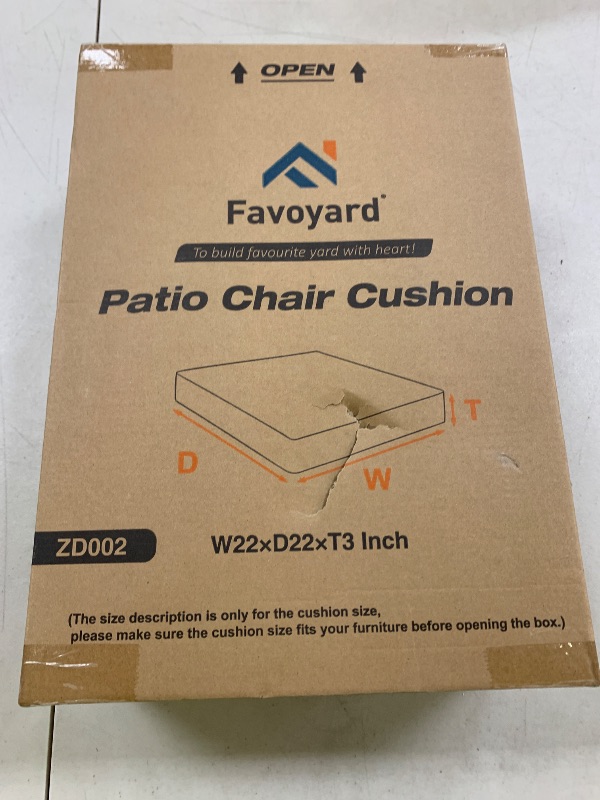 OPEN
Favoyard
To build favourite yard with heart!
Patio Chair Cushion
T
D
W
ZD002
W22×D22×T3 Inch
(The size description is only for the cushion size,
please make sure the cushion size fits your furniture before opening the box.)